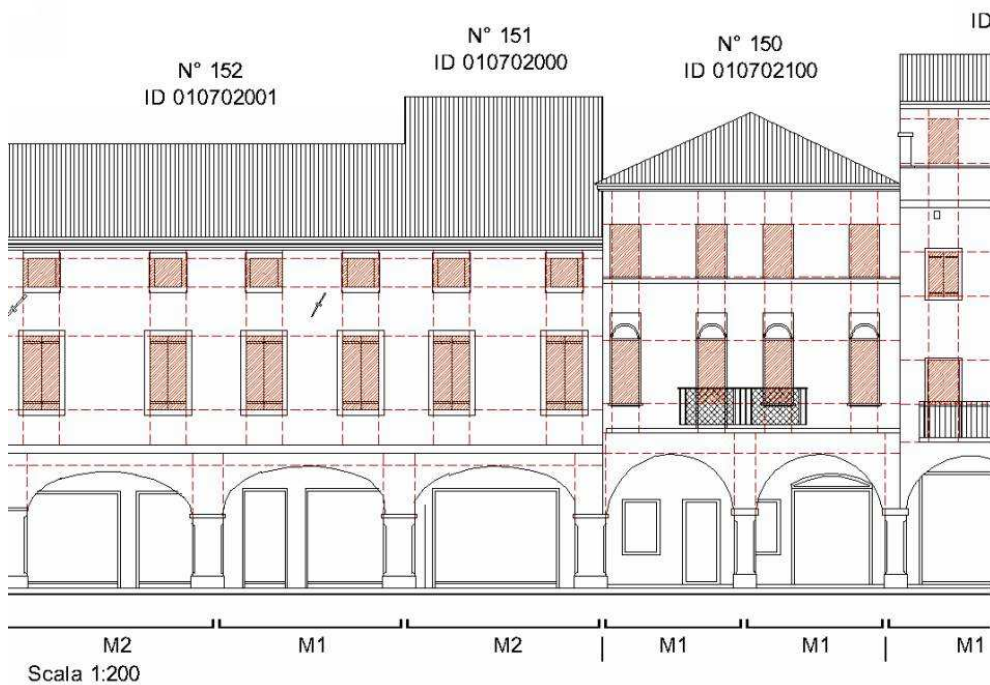 N° 152
ID 010702001
N° 151
ID 010702000
N° 150
ID 010702100
ID
M2
M1
M2
M1
M1
M1
Scala 1:200